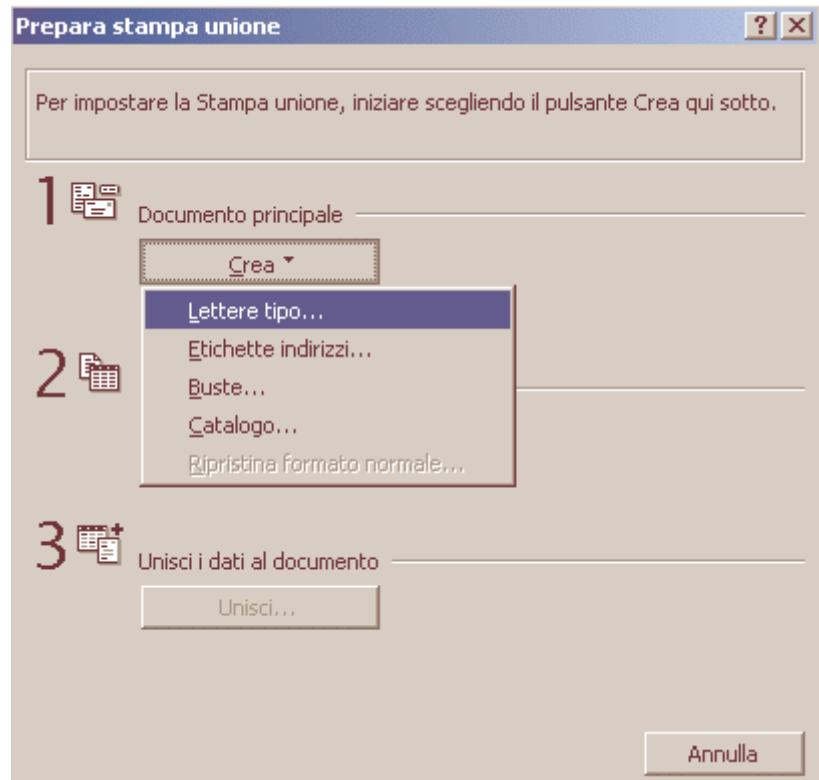 Prepara stampa unione
Per impostare la Stampa unione, iniziare scegliendo il pulsante Crea qui sotto.
1 Documento principale
Crea
Lettere tipo...
2
Etichette indirizzi...
Buste...
Catalogo...
Ripristina formato normale...
3 Unisci i dati al documento
Unisci...
Annulla